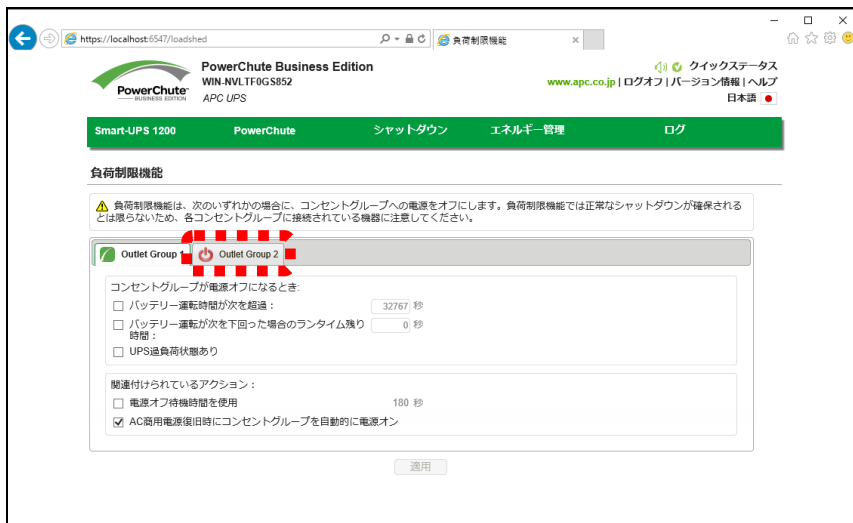 https://localhost:6547/loadshed
負荷制限機能
PowerChute Business Edition
WIN-NVLTF0GS852
APC UPS
PowerChute
BUSINESS EDITION
クイックステータス
www.apc.co.jp | ログオフ | バージョン情報 | ヘルプ
日本語
Smart-UPS 1200 PowerChute シャットダウン エネルギー管理 ログ
負荷制限機能
負荷制限機能は、次のいずれかの場合に、コンセントグループへの電源をオフにします。負荷制限機能では正常なシャットダウンが確保される
とは限らないため、各コンセントグループに接続されている機器に注意してください。
Outlet Group 1 Outlet Group 2
コンセントグループが電源オフになるとき:
バッテリー運転時間が次を超過： 32767 秒
バッテリー運転が次を下回った場合のランタイム残り 0 秒
時間：
UPS過負荷状態あり
関連付けられているアクション：
電源オフ待機時間を使用 180 秒
AC商用電源復旧時にコンセントグループを自動的に電源オン
適用